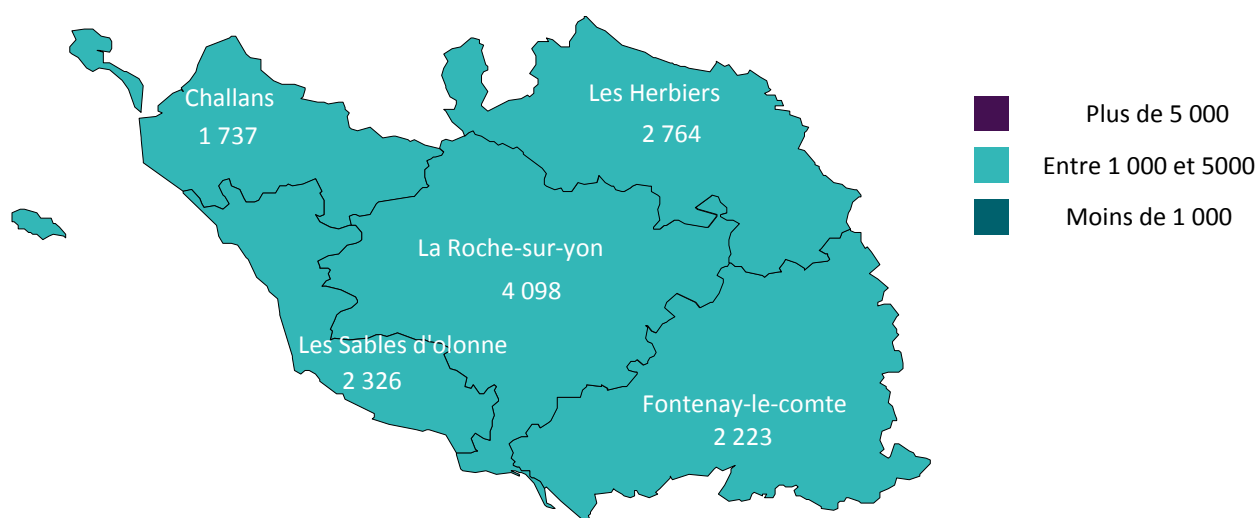 Challans
1 737
Les Herbiers
2 764
La Roche-sur-yon
4 098
Les Sables d'olonne
2 326
Fontenay-le-comte
2 223
Plus de 5 000
Entre 1 000 et 5000
Moins de 1 000